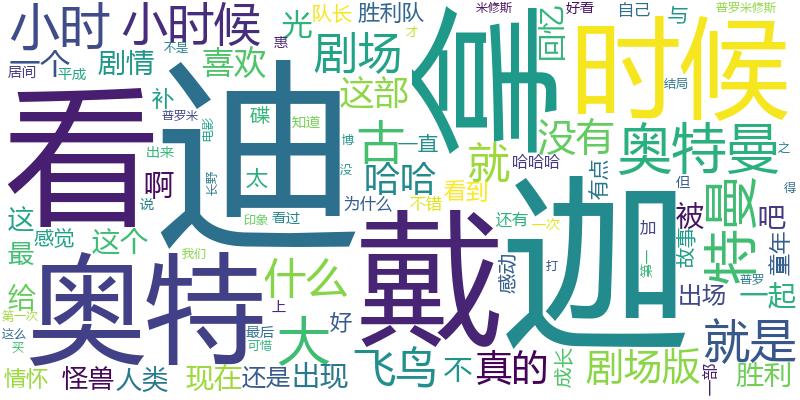 小时
小时候
光
队长
胜利队
才
回忆
米修斯
好看
自己
与
普罗米修斯
一个
剧情
喜欢
不是
惠
剧场
拿
时候
居间
平成
补
普罗米
电影
碟
知道
这部
古
一直
就
没有
奥特曼
结局
之
看
迪
出来
啊
长野
太
博
没
哈哈
哈哈哈
有点
但
得
说
印象
看过
为什么
不错
看到
这
最
感觉
这个
我们
奥特
戴
迦
还有
一次
加
第一
被
故事
特曼
吧
童年
给
什么
感动
打
出场
普罗
一起
第一次
上
这么
买
大
最后
可惜
好
飞鸟
不
真的
成长
剧场版
就是
情怀
怪兽
人类
现在
还是
出现
胜利